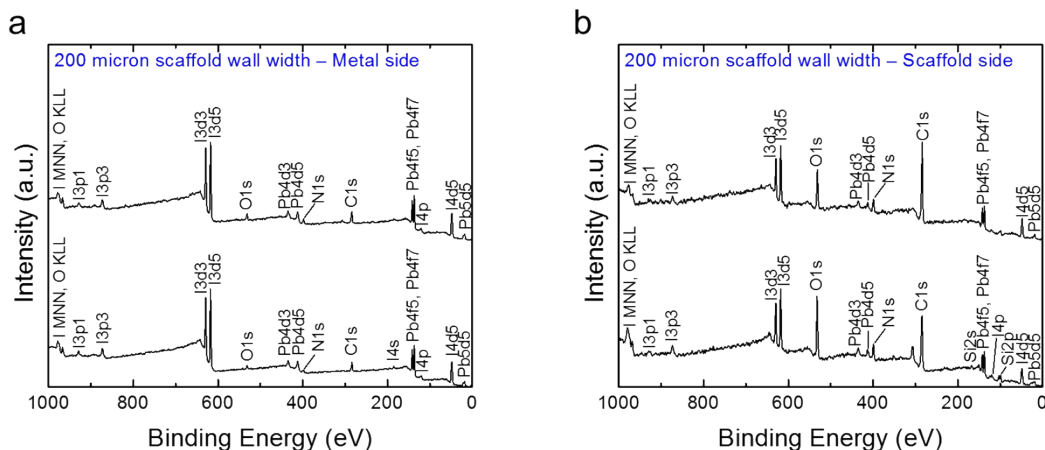 a
200 micron scaffold wall width – Metal side
I MNN, O KLL
I3p1
I3p3
I3d3
I3d5
O1s
Pb4d3
Pb4d5
N1s
C1s
Pb4f5, Pb4f7
I4p
I4d5
Pb5d5
I MNN, O KLL
I3p1
I3p3
I3d3
I3d5
O1s
Pb4d3
Pb4d5
N1s
C1s
I4s
Pb4f5, Pb4f7
I4p
I4d5
Pb5d5
Intensity (a.u.)
1000 800 600 400 200 0
Binding Energy (eV)
b
200 micron scaffold wall width – Scaffold side
I MNN, O KLL
I3p1
I3p3
I3d3
I3d5
O1s
Pb4d3
Pb4d5
N1s
C1s
Pb4f5, Pb4f7
I4d5
Pb5d5
I MNN, O KLL
I3p1
I3p3
I3d3
I3d5
O1s
Pb4d3
Pb4d5
N1s
C1s
Si2s
Pb4f5, Pb4f7
I4p
Si2p
I4d5
Pb5d5
Intensity (a.u.)
1000 800 600 400 200 0
Binding Energy (eV)